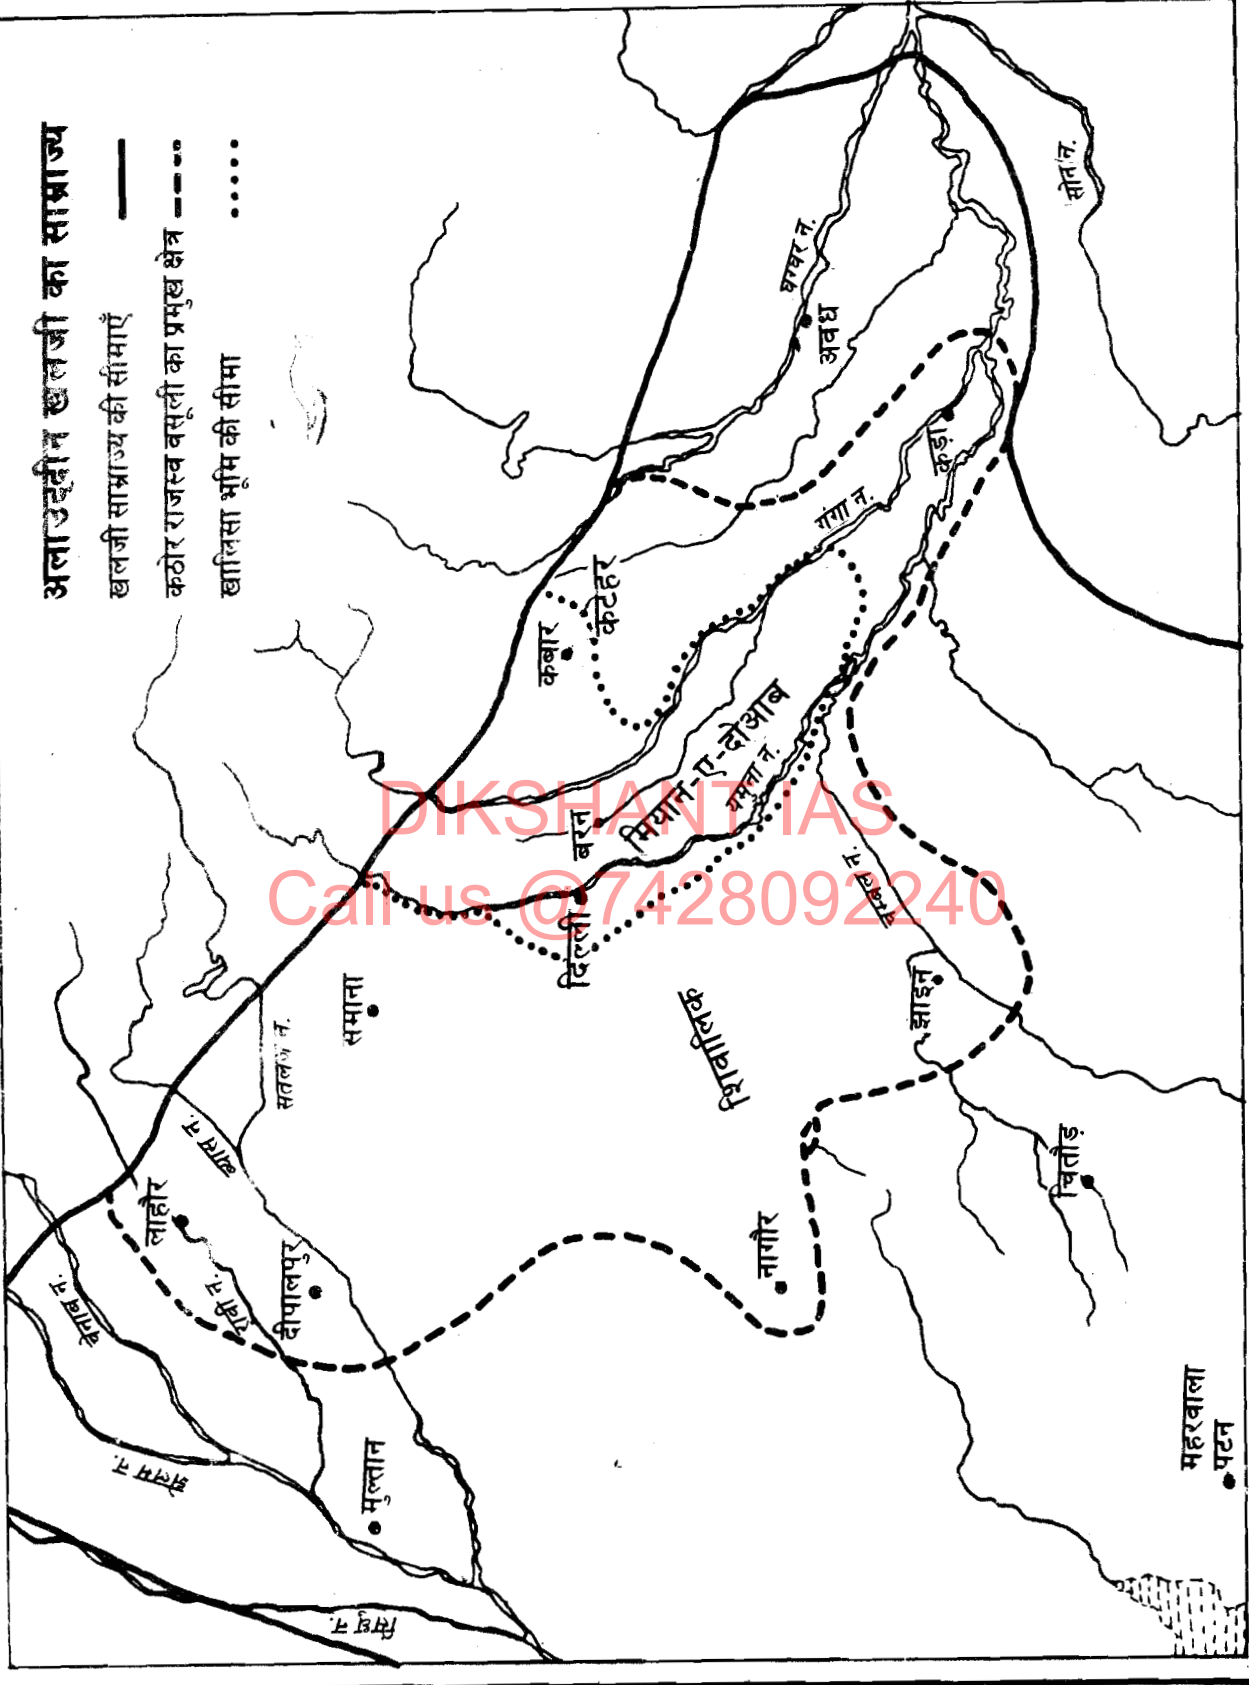 अलाउद्दीन खलजी का साम्राज्य
खलजी साम्राज्य की सीमाएँ
कठोर राजस्व वसूली का प्रमुख क्षेत्र
खालिसा भूमि की सीमा
सोन न.
घग्घर न.
अवध
कड़ा
गंगा न.
कटेहर
कबार
मियान-ए-दोआब
यमुना न.
बरन
दिल्ली
चम्बल न.
झाइन
शिवालिक
समाना
सतलज न.
ब्यास न.
लाहौर
रावी न.
दीपालपुर
चेनाब न.
झेलम न.
मुल्तान
सिंधु न.
नागौर
चितौड़
महरवाला
पटन
DIKSHANT IAS
Call us @7428092240